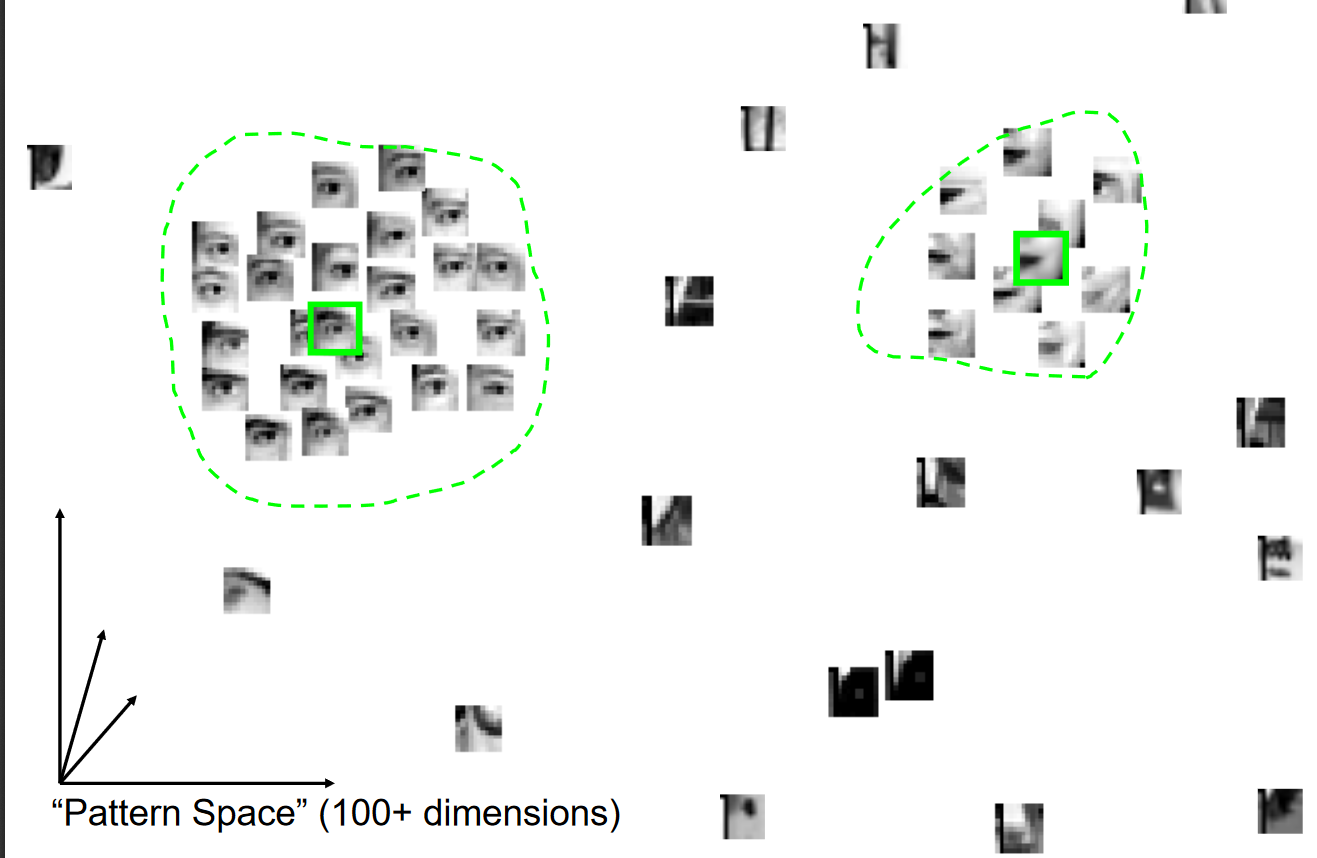 “Pattern Space” (100+ dimensions)